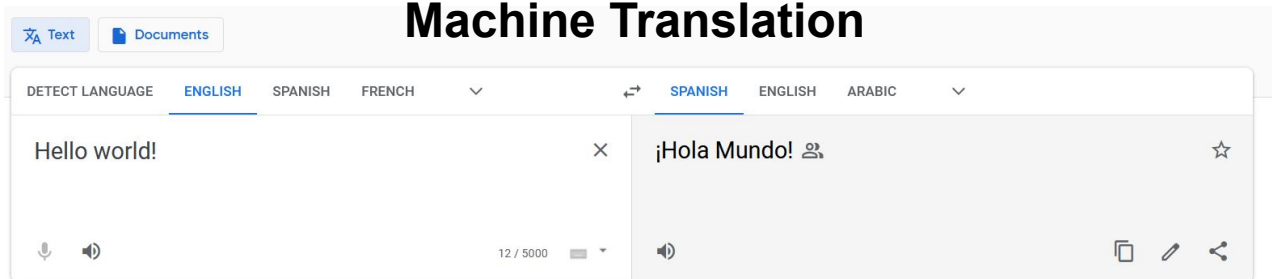 Machine Translation
Text Documents
DETECT LANGUAGE ENGLISH SPANISH FRENCH SPANISH ENGLISH ARABIC
Hello world! ¡Hola Mundo!
12 / 5000